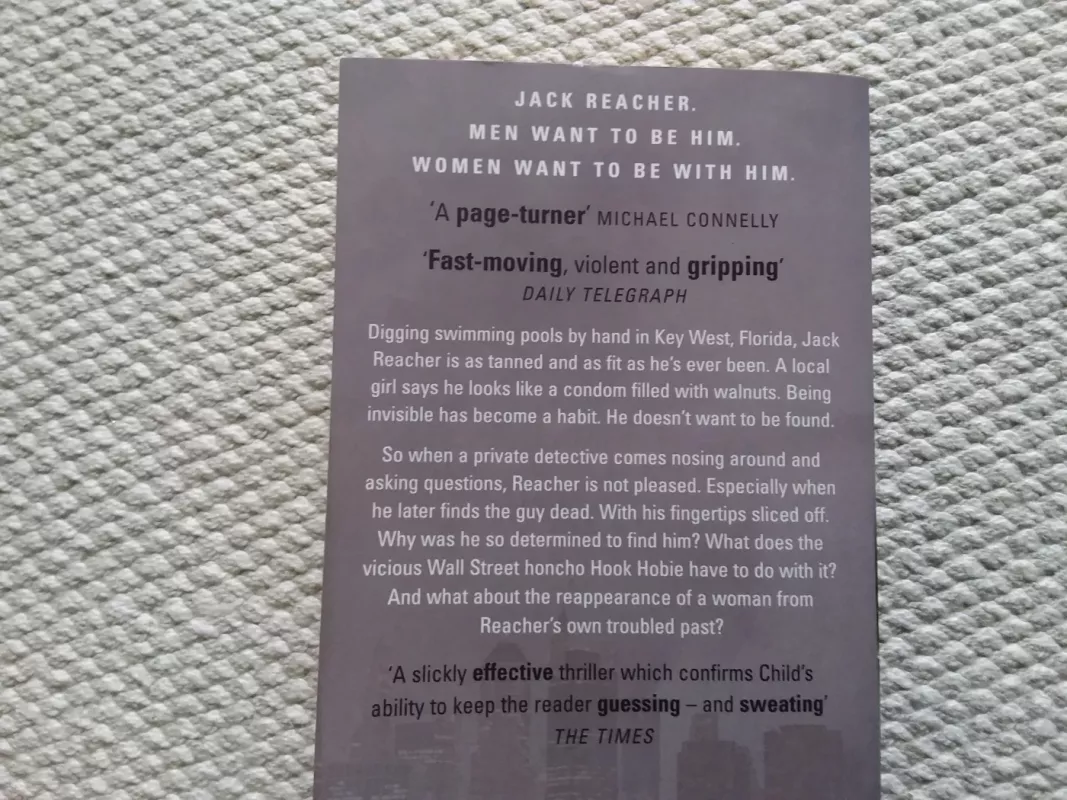 JACK REACHER.
MEN WANT TO BE HIM.
WOMEN WANT TO BE WITH HIM.
‘A page-turner’ MICHAEL CONNELLY
‘Fast-moving, violent and gripping‘
DAILY TELEGRAPH
Digging swimming pools by hand in Key West, Florida, Jack
Reacher is as tanned and as fit as he’s ever been. A local
girl says he looks like a condom filled with walnuts. Being
invisible has become a habit. He doesn’t want to be found.
So when a private detective comes nosing around and
asking questions, Reacher is not pleased. Especially when
he later finds the guy dead. With his fingertips sliced off.
Why was he so determined to find him? What does the
vicious Wall Street honcho Hook Hobie have to do with it?
And what about the reappearance of a woman from
Reacher’s own troubled past?
‘A slickly effective thriller which confirms Child’s
ability to keep the reader guessing – and sweating’
THE TIMES